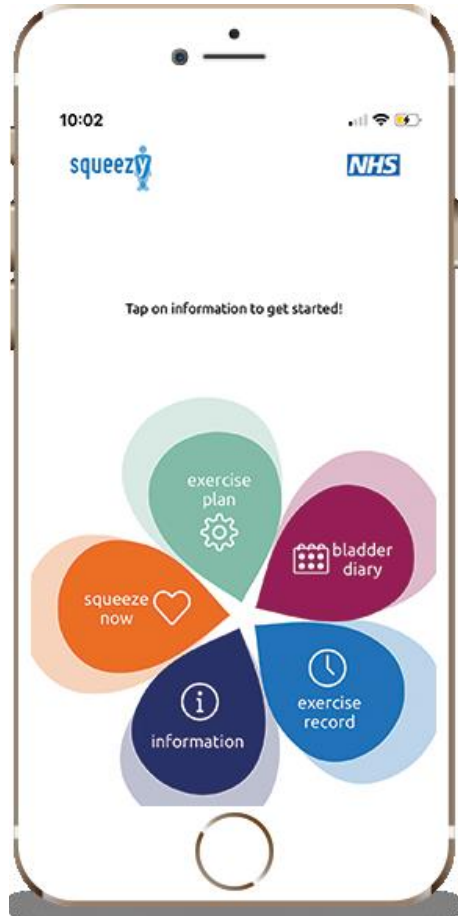 10:02
squeezy
NHS
Tap on information to get started!
exercise
plan
bladder
diary
squeeze
now
exercise
record
i
information